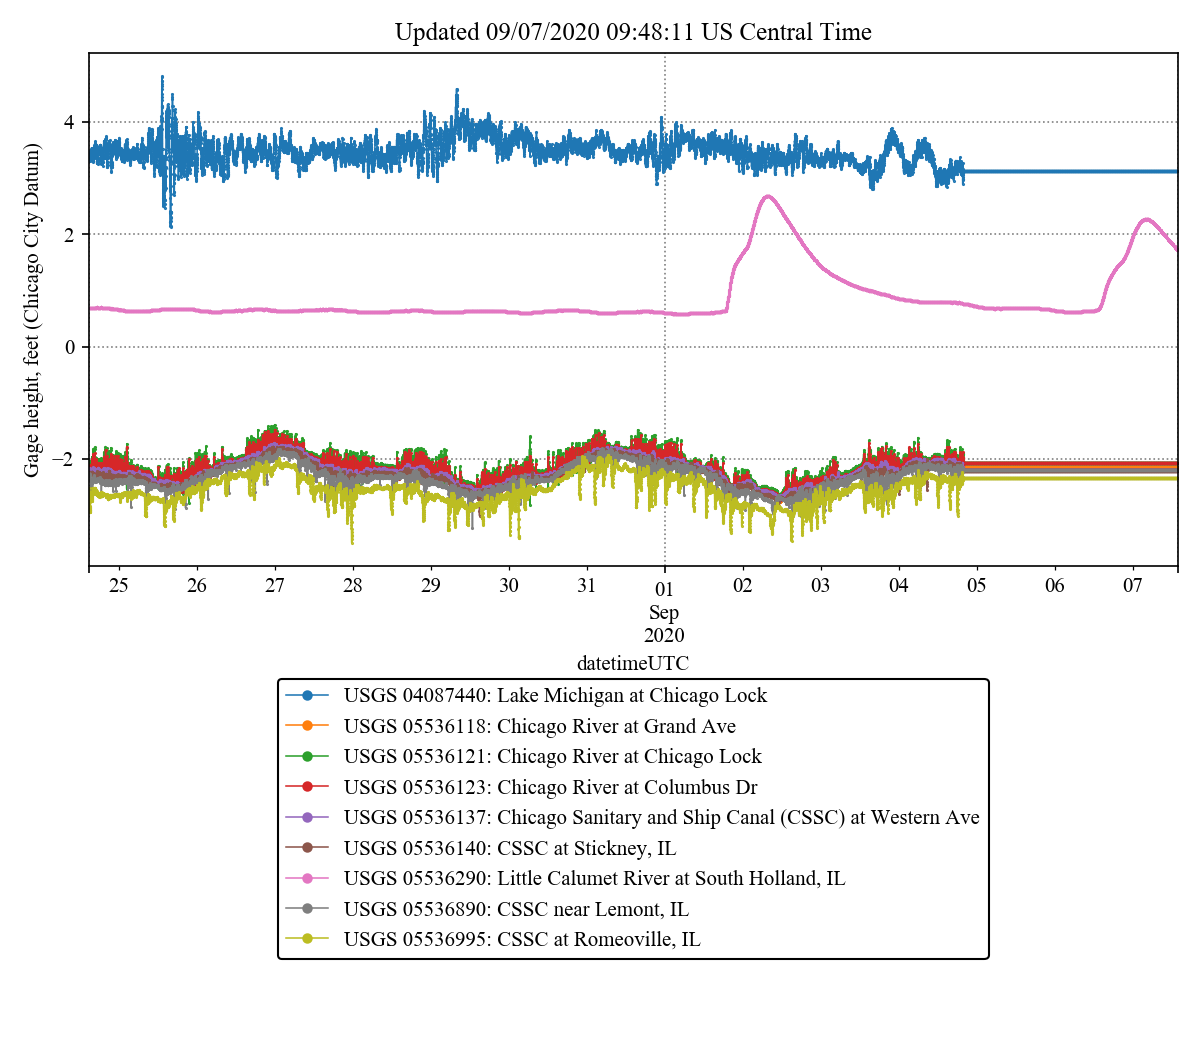 Updated 09/07/2020 09:48:11 US Central Time
Gage height, feet (Chicago City Datum)
4
2
0
−2
25 26 27 28 29 30 31 01 02 03 04 05 06 07
Sep
2020
datetimeUTC
USGS 04087440: Lake Michigan at Chicago Lock
USGS 05536118: Chicago River at Grand Ave
USGS 05536121: Chicago River at Chicago Lock
USGS 05536123: Chicago River at Columbus Dr
USGS 05536137: Chicago Sanitary and Ship Canal (CSSC) at Western Ave
USGS 05536140: CSSC at Stickney, IL
USGS 05536290: Little Calumet River at South Holland, IL
USGS 05536890: CSSC near Lemont, IL
USGS 05536995: CSSC at Romeoville, IL